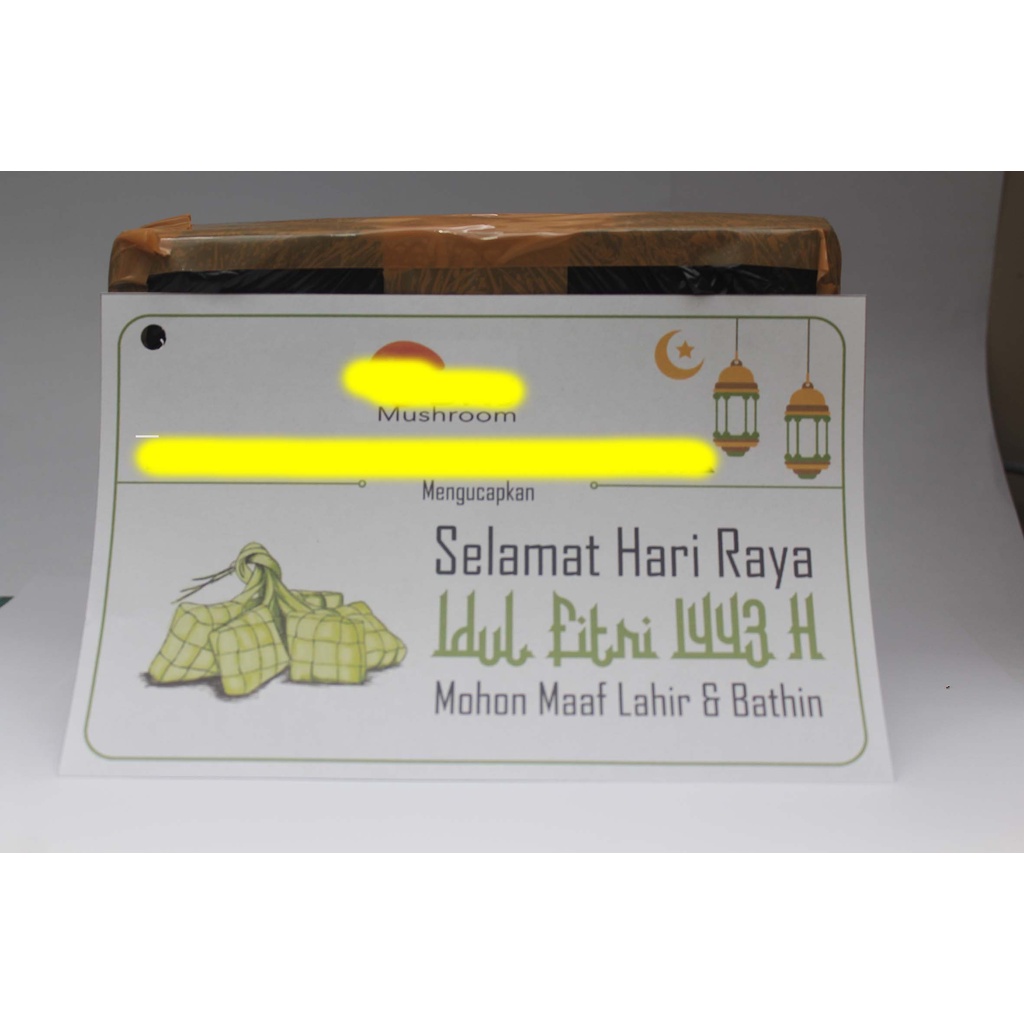 Mushroom
Mengucapkan
Selamat Hari Raya
Idul Fitri 1443 H
Mohon Maaf Lahir & Bathin